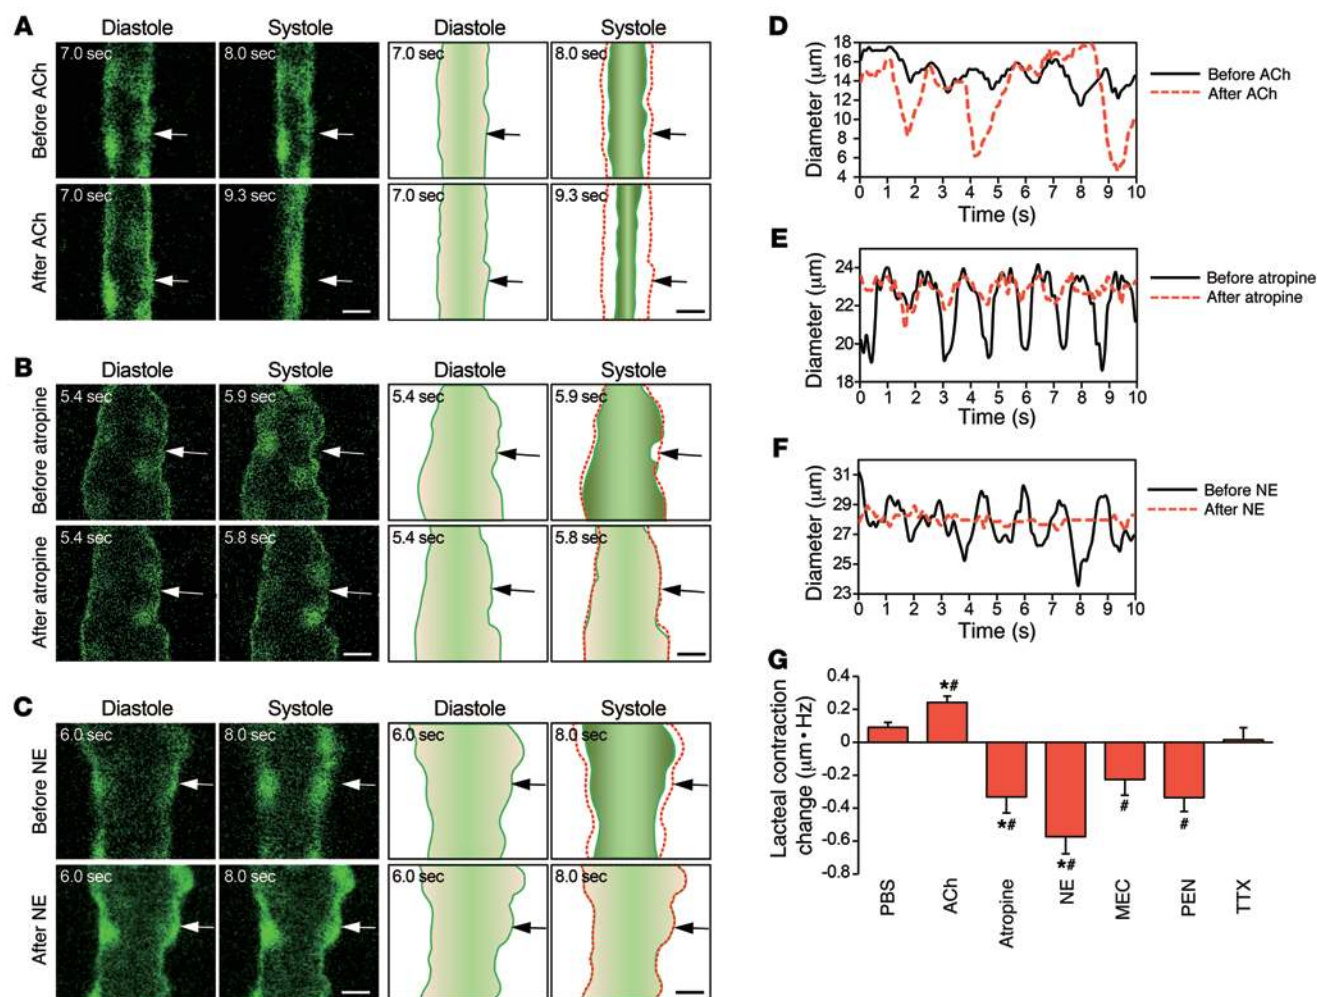 A
Diastole Systole Diastole Systole
Before ACh
7.0 sec 8.0 sec 7.0 sec 8.0 sec
After ACh
7.0 sec 9.3 sec 7.0 sec 9.3 sec
B
Diastole Systole Diastole Systole
Before atropine
5.4 sec 5.9 sec 5.4 sec 5.9 sec
After atropine
5.4 sec 5.8 sec 5.4 sec 5.8 sec
C
Diastole Systole Diastole Systole
Before NE
6.0 sec 8.0 sec 6.0 sec 8.0 sec
After NE
6.0 sec 8.0 sec 6.0 sec 8.0 sec
D
Diameter (μm)
18
16
14
12
10
8
6
4
0 1 2 3 4 5 6 7 8 9 10
Time (s)
Before ACh
After ACh
E
Diameter (μm)
24
22
20
18
0 1 2 3 4 5 6 7 8 9 10
Time (s)
Before atropine
After atropine
F
Diameter (μm)
31
29
27
25
23
0 1 2 3 4 5 6 7 8 9 10
Time (s)
Before NE
After NE
G
Lacteal contraction
change (μm • Hz)
0.4
0.2
0
-0.2
-0.4
-0.6
-0.8
*#
*#
*#
#
#
PBS ACh Atropine NE MEC PEN TTX